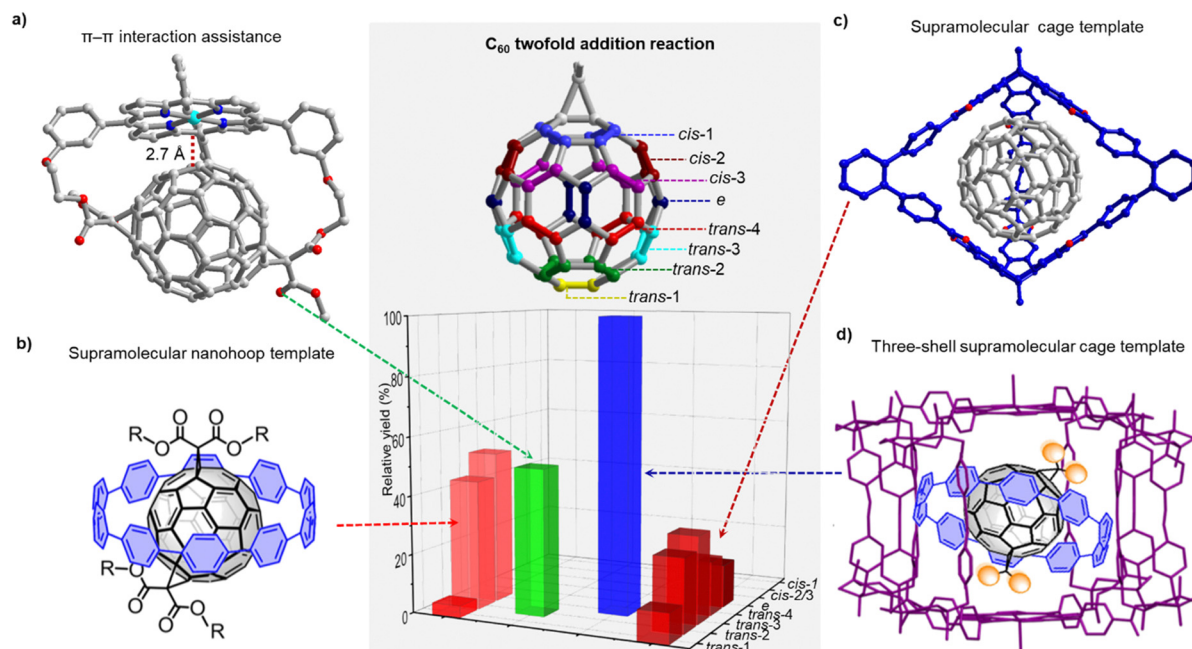 a)
π–π interaction assistance
2.7 Å
C₆₀ twofold addition reaction
cis-1
cis-2
cis-3
e
trans-4
trans-3
trans-2
trans-1
c)
Supramolecular cage template
b)
Supramolecular nanohoop template
O
O
R
O
O
R
R
O
O
O
O
R
Relative yield (%)
100
80
60
40
20
0
cis-1
cis-2/3
e
trans-4
trans-3
trans-2
trans-1
d)
Three-shell supramolecular cage template